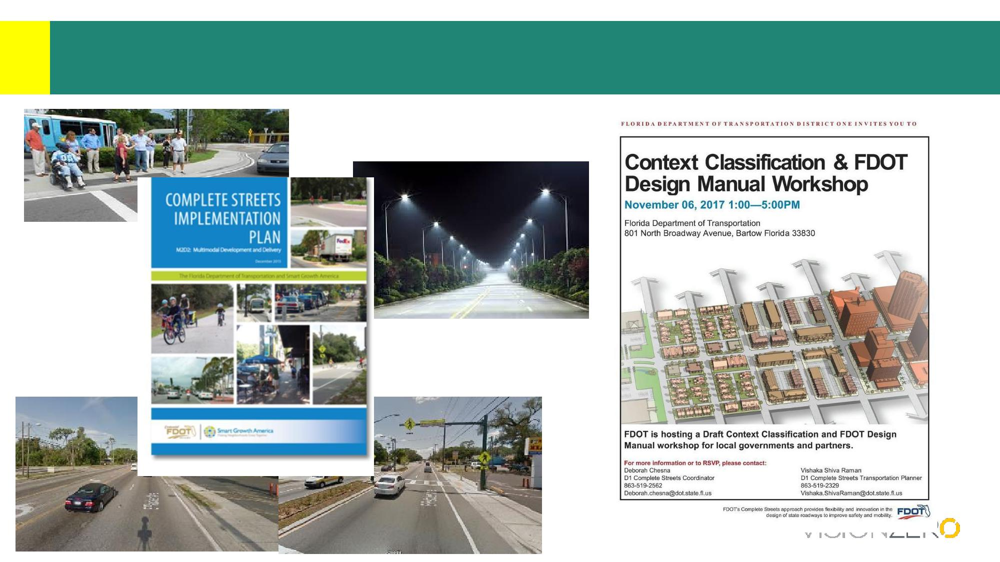 COMPLETE STREETS
IMPLEMENTATION
PLAN
M2D2: Multimodal Development and Delivery
December 2015
The Florida Department of Transportation and Smart Growth America
FedEx
FDOT
Smart Growth America
FLORIDA DEPARTMENT OF TRANSPORTATION DISTRICT ONE INVITES YOU TO
Context Classification & FDOT
Design Manual Workshop
November 06, 2017 1:00—5:00PM
Florida Department of Transportation
801 North Broadway Avenue, Bartow Florida 33830
FDOT is hosting a Draft Context Classification and FDOT Design
Manual workshop for local governments and partners.
For more information or to RSVP, please contact:
Deborah Chesna
D1 Complete Streets Coordinator
863-519-2562
Deborah.chesna@dot.state.fl.us
Vishaka Shiva Raman
D1 Complete Streets Transportation Planner
863-519-2329
Vishaka.ShivaRaman@dot.state.fl.us
FDOT's Complete Streets approach provides flexibility and innovation in the
design of state roadways to improve safety and mobility.
FDOT
VISIONZERO